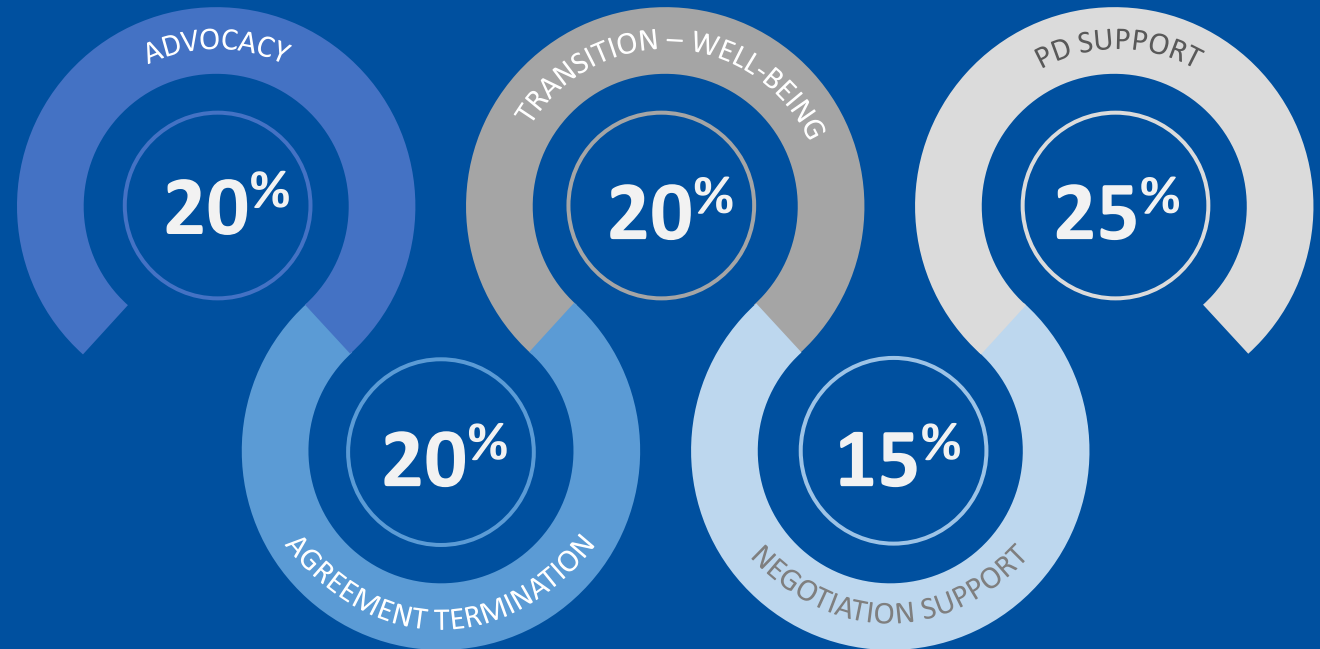 ADVOCACY
20%
AGREEMENT TERMINATION
20%
TRANSITION – WELL-BEING
20%
NEGOTIATION SUPPORT
15%
PD SUPPORT
25%